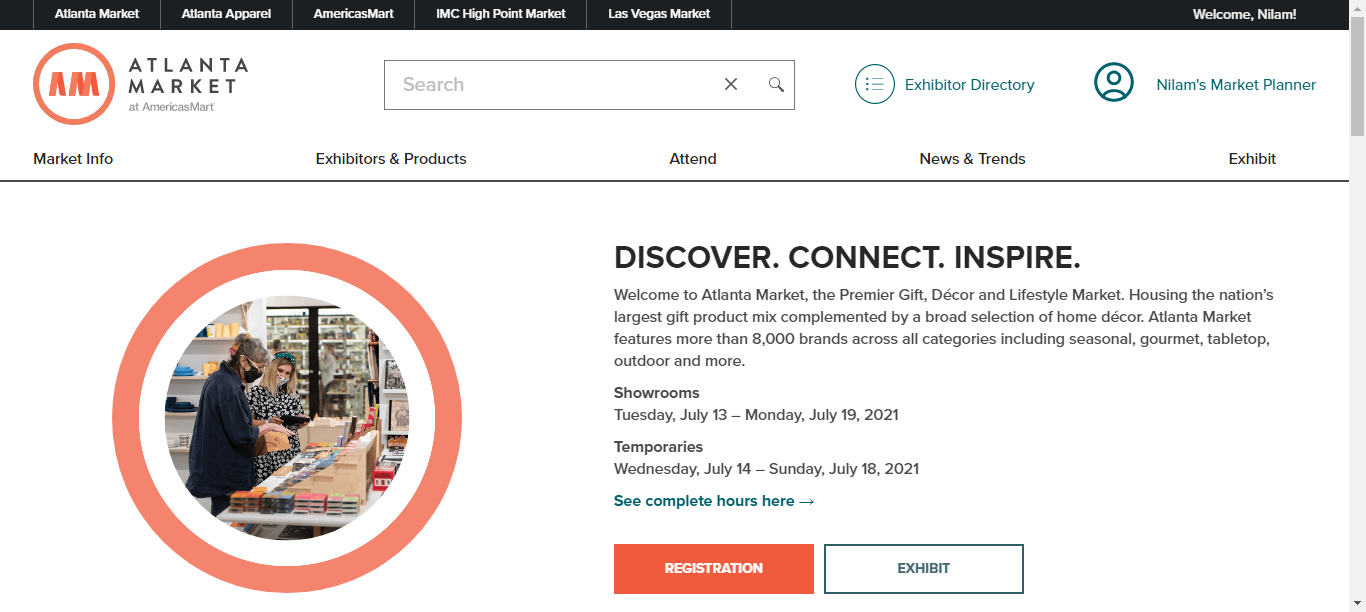 Atlanta Market
Atlanta Apparel
AmericasMart
IMC High Point Market
Las Vegas Market
Welcome, Nilam!
AM
ATLANTA
MARKET
at AmericasMart
Search
Exhibitor Directory
Nilam's Market Planner
Market Info
Exhibitors & Products
Attend
News & Trends
Exhibit
DISCOVER. CONNECT. INSPIRE.
Welcome to Atlanta Market, the Premier Gift, Décor and Lifestyle Market. Housing the nation’s
largest gift product mix complemented by a broad selection of home décor. Atlanta Market
features more than 8,000 brands across all categories including seasonal, gourmet, tabletop,
outdoor and more.
Showrooms
Tuesday, July 13 – Monday, July 19, 2021
Temporaries
Wednesday, July 14 – Sunday, July 18, 2021
See complete hours here →
REGISTRATION
EXHIBIT